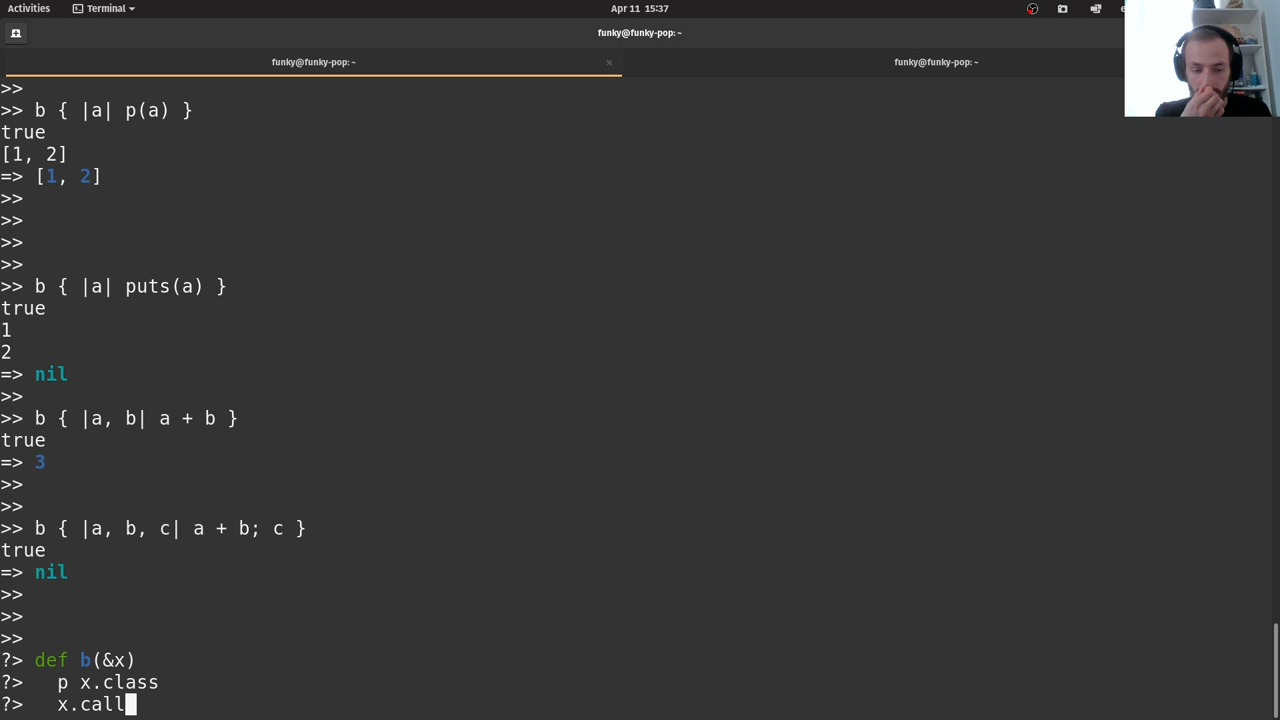 Activities
Terminal
Apr 11 15:37
funky@funky-pop: ~
funky@funky-pop: ~
×
funky@funky-pop: ~
>>
>> b { |a| p(a) }
true
[1, 2]
=> [1, 2]
>>
>>
>>
>>
>> b { |a| puts(a) }
true
1
2
=> nil
>>
>> b { |a, b| a + b }
true
=> 3
>>
>>
>> b { |a, b, c| a + b; c }
true
=> nil
>>
>>
>>
?> def b(&x)
?>   p x.class
?>   x.call